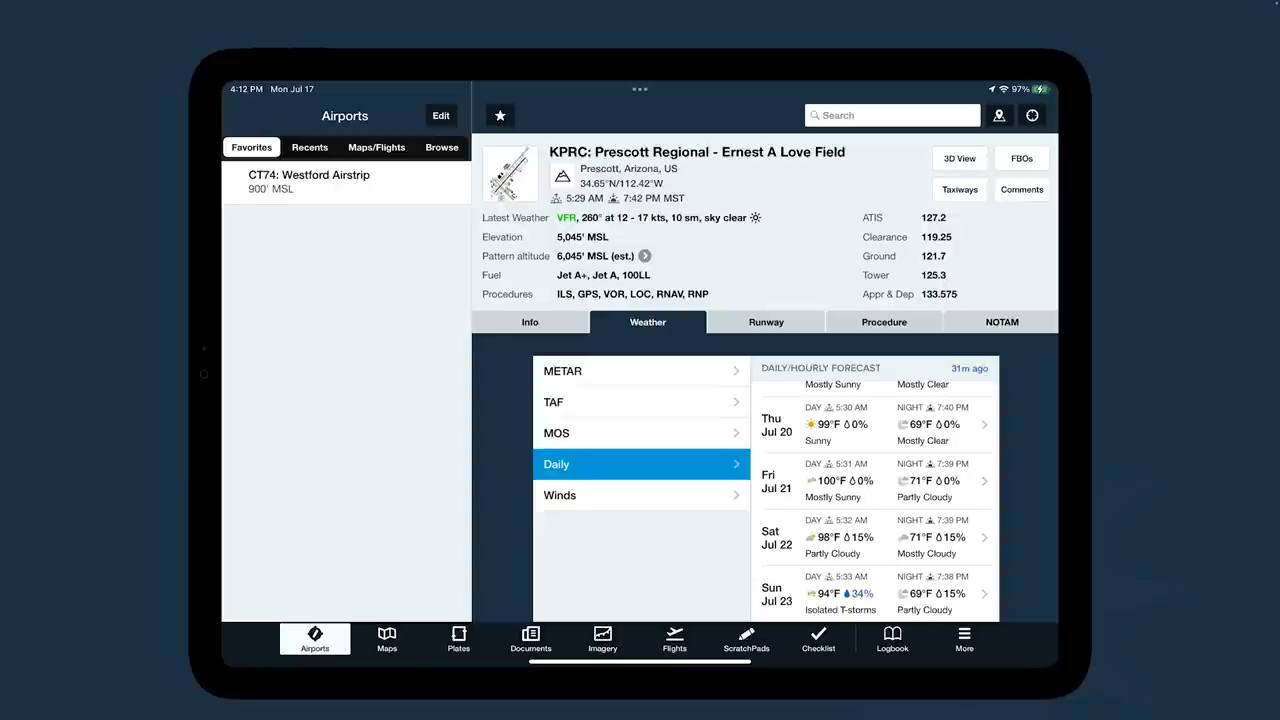 4:12 PM Mon Jul 17
97%
Airports
Edit
Search
Favorites Recents Maps/Flights Browse
CT74: Westford Airstrip
900' MSL
KPRC: Prescott Regional - Ernest A Love Field
Prescott, Arizona, US
34.65°N/112.42°W
5:29 AM 7:42 PM MST
3D View
FBOs
Taxiways
Comments
Latest Weather VFR, 260° at 12 - 17 kts, 10 sm, sky clear
Elevation 5,045' MSL
Pattern altitude 6,045' MSL (est.)
Fuel Jet A+, Jet A, 100LL
Procedures ILS, GPS, VOR, LOC, RNAV, RNP
ATIS 127.2
Clearance 119.25
Ground 121.7
Tower 125.3
Appr & Dep 133.575
Info Weather Runway Procedure NOTAM
METAR
TAF
MOS
Daily
Winds
DAILY/HOURLY FORECAST 31m ago
Mostly Sunny Mostly Clear
Thu
Jul 20
DAY 5:30 AM NIGHT 7:40 PM
99°F 0% 69°F 0%
Sunny Mostly Clear
Fri
Jul 21
DAY 5:31 AM NIGHT 7:39 PM
100°F 0% 71°F 0%
Mostly Sunny Partly Cloudy
Sat
Jul 22
DAY 5:32 AM NIGHT 7:39 PM
98°F 15% 71°F 15%
Partly Cloudy Mostly Cloudy
Sun
Jul 23
DAY 5:33 AM NIGHT 7:38 PM
94°F 34% 69°F 15%
Isolated T-storms Partly Cloudy
Airports Maps Plates Documents Imagery Flights ScratchPads Checklist Logbook More